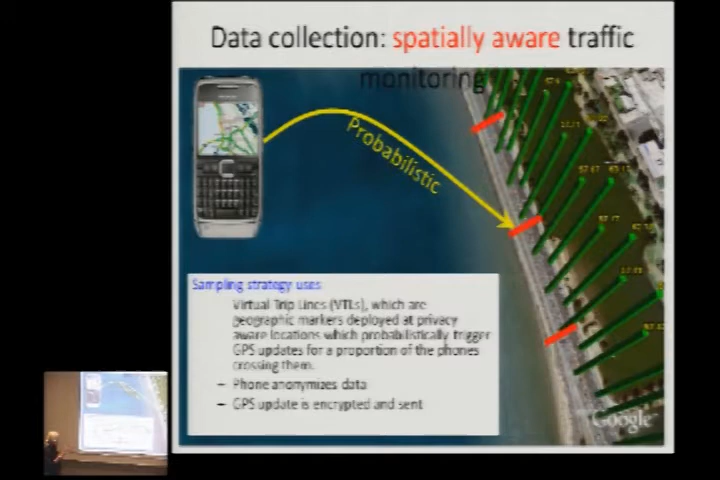 Data collection: spatially aware traffic
monitoring
Probabilistic
Sampling strategy uses
Virtual Trip Lines (VTLs), which are
geographic markers deployed at privacy
aware locations which probabilistically trigger
GPS updates for a proportion of the phones
crossing them.
– Phone anonymizes data
– GPS update is encrypted and sent
Google